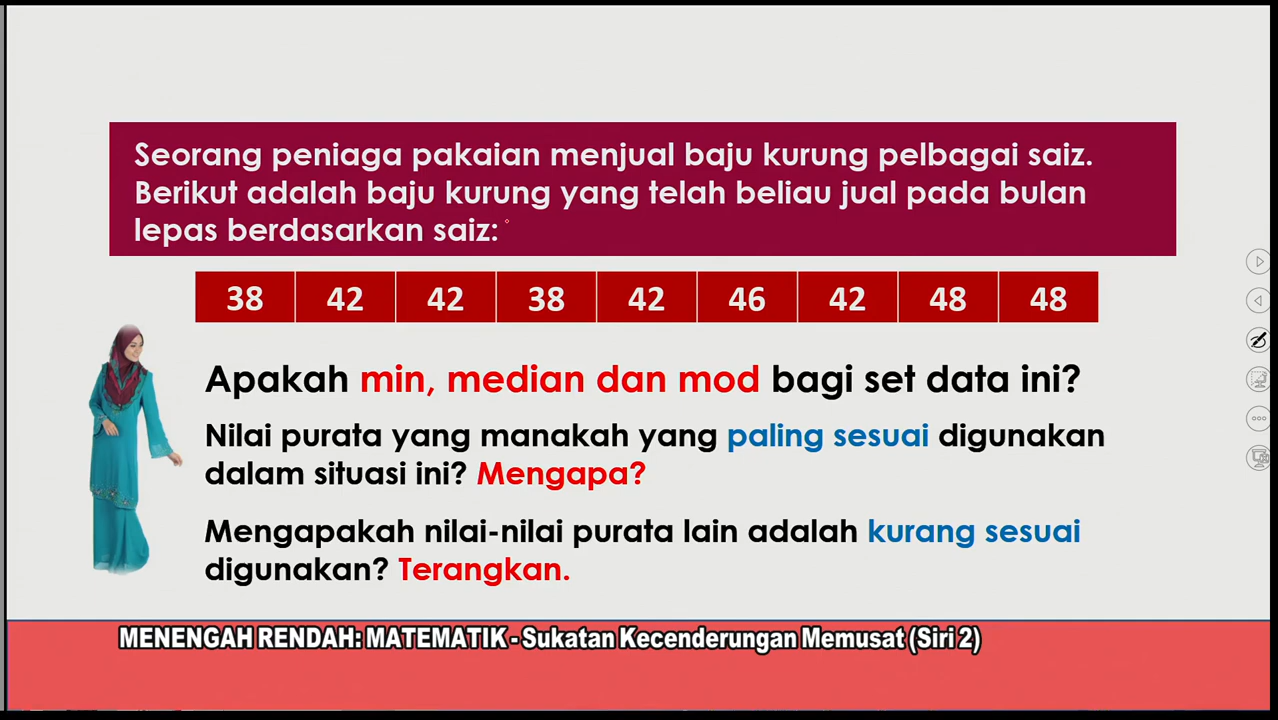 Seorang peniaga pakaian menjual baju kurung pelbagai saiz.
Berikut adalah baju kurung yang telah beliau jual pada bulan
lepas berdasarkan saiz:
38 42 42 38 42 46 42 48 48
Apakah min, median dan mod bagi set data ini?
Nilai purata yang manakah yang paling sesuai digunakan
dalam situasi ini? Mengapa?
Mengapakah nilai-nilai purata lain adalah kurang sesuai
digunakan? Terangkan.
MENENGAH RENDAH: MATEMATIK - Sukatan Kecenderungan Memusat (Siri 2)